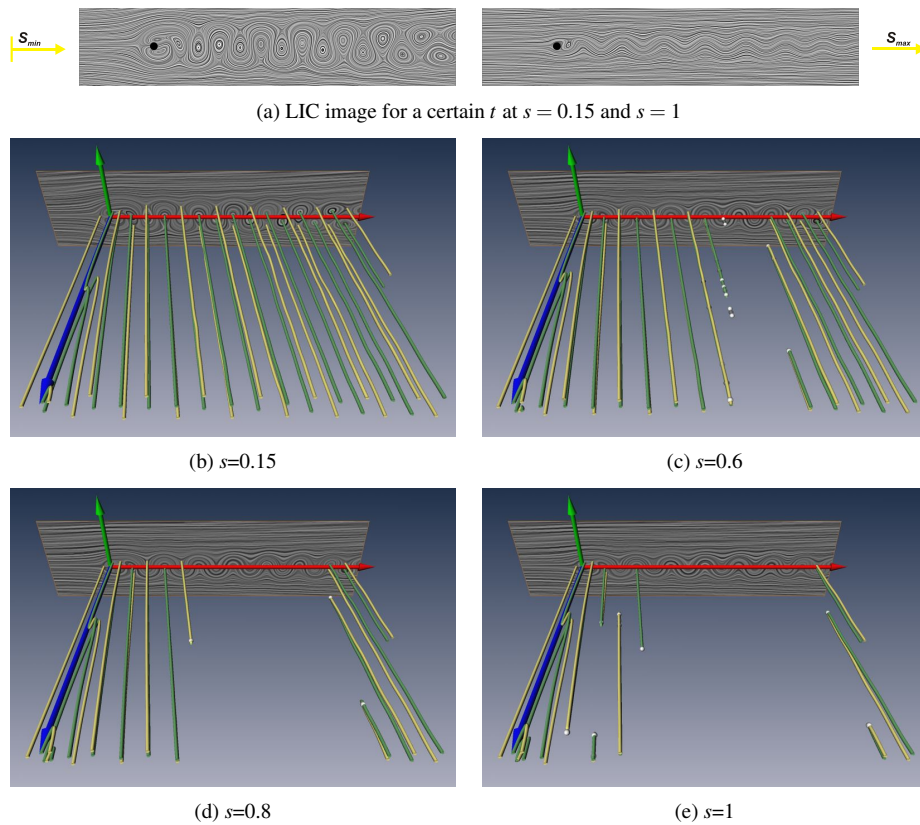 S_min
S_max
(a) LIC image for a certain t at s = 0.15 and s = 1
(b) s=0.15
(c) s=0.6
(d) s=0.8
(e) s=1